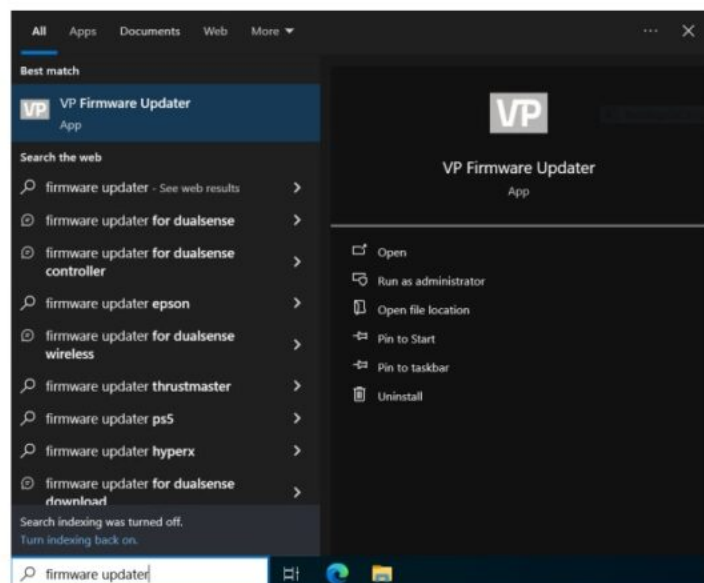 All Apps Documents Web More
Best match
VP VP Firmware Updater
App
Search the web
firmware updater - See web results
firmware updater for dualsense
firmware updater for dualsense
controller
firmware updater epson
firmware updater for dualsense
wireless
firmware updater thrustmaster
firmware updater ps5
firmware updater hyperx
firmware updater for dualsense
download
Search indexing was turned off.
Turn indexing back on.
firmware updater
VP
VP Firmware Updater
App
Open
Run as administrator
Open file location
Pin to Start
Pin to taskbar
Uninstall